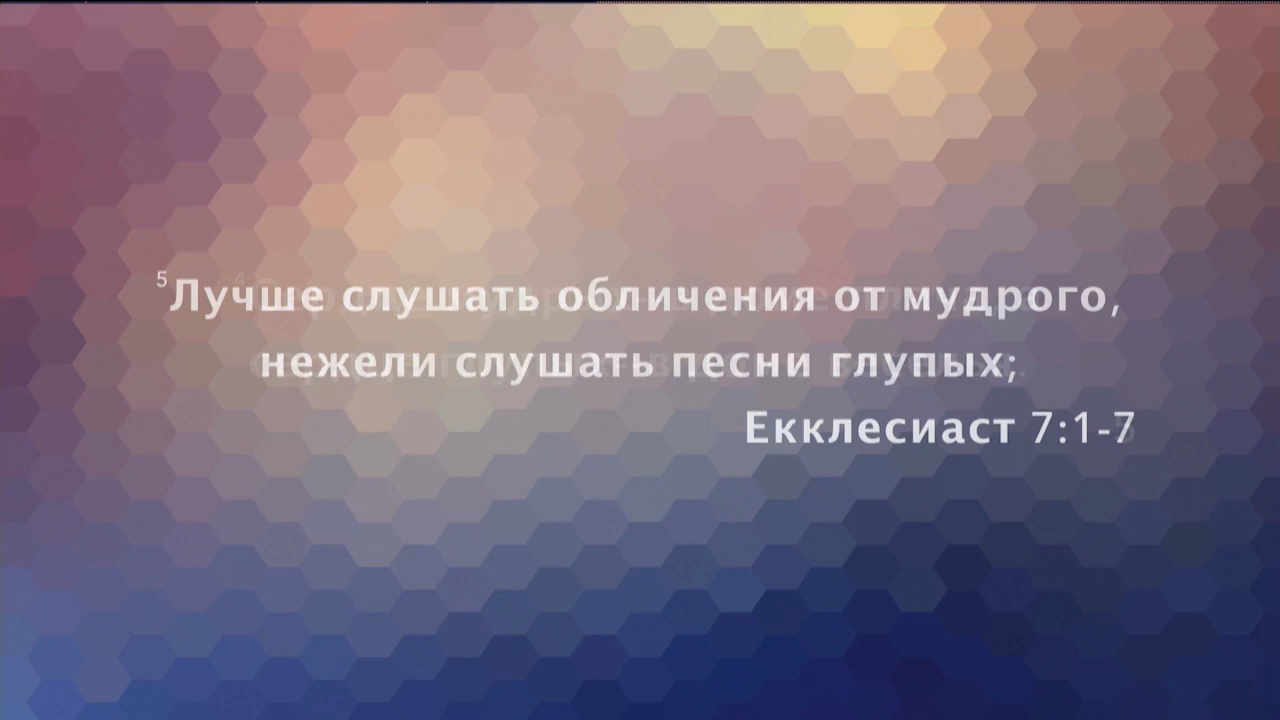 5Лучше слушать обличения от мудрого,
нежели слушать песни глупых;
Екклесиаст 7:1-7